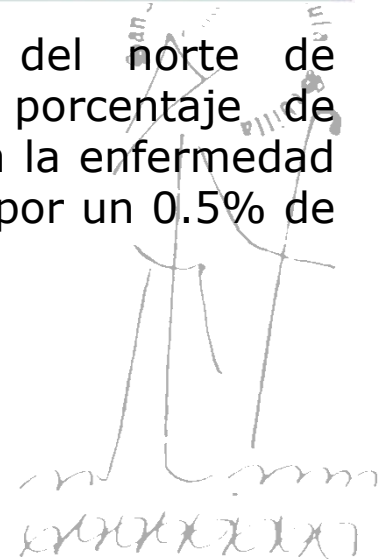 del norte de
porcentaje de
la enfermedad
por un 0.5% de